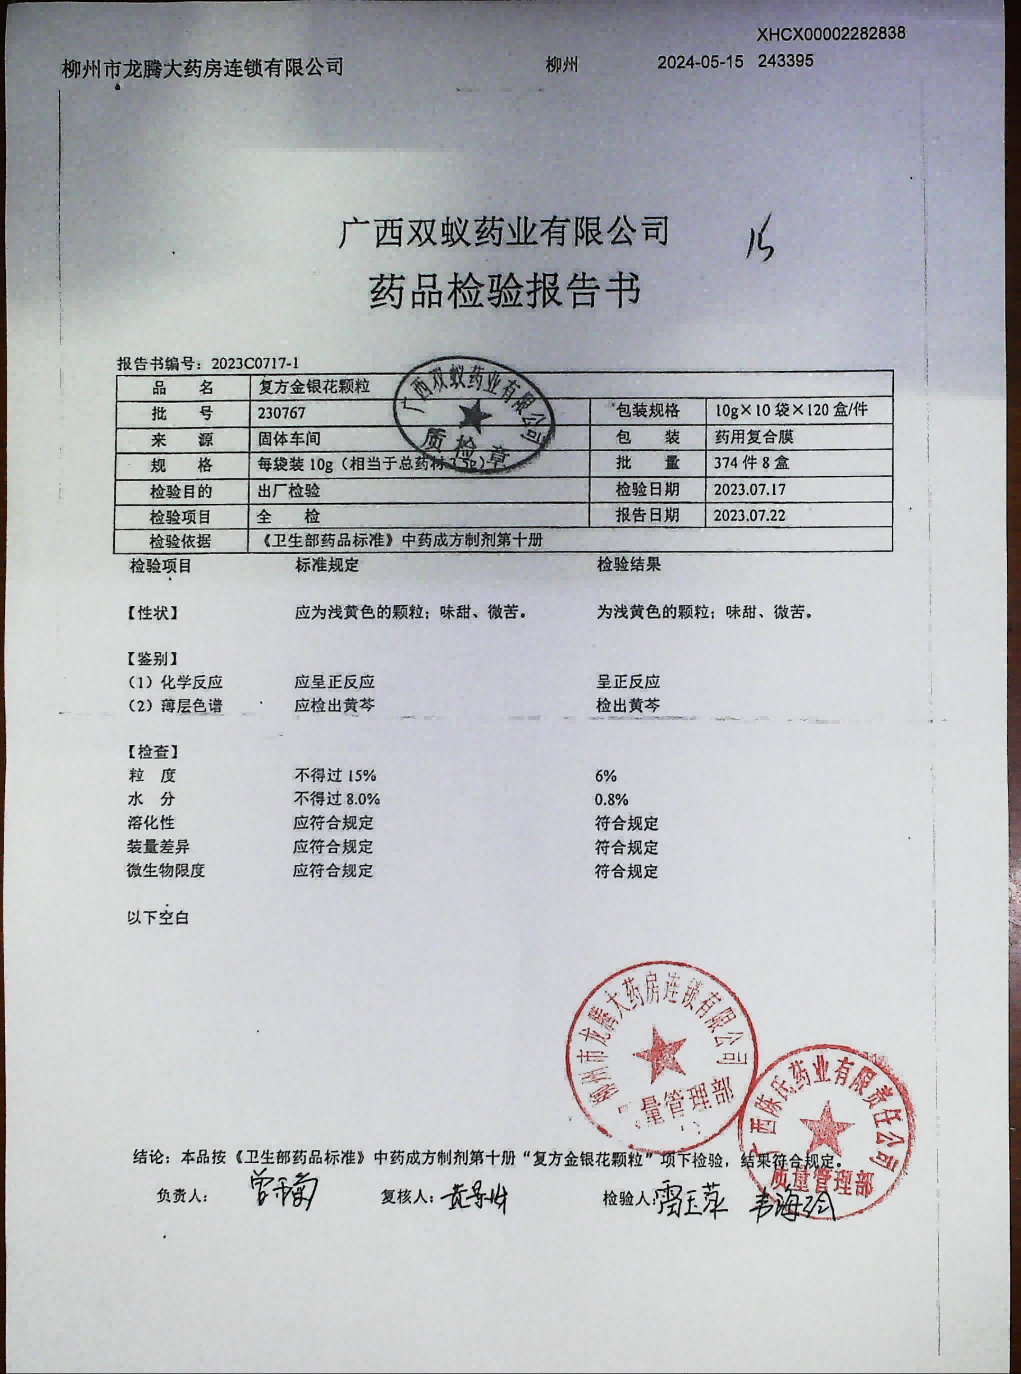 XHCX00002282838
柳州市龙腾大药房连锁有限公司 柳州 2024-05-15 243395
广西双蚁药业有限公司
15
药品检验报告书
报告书编号：2023C0717-1
品 名 复方金银花颗粒
批 号 230767 包装规格 10g×10 袋×120 盒/件
来 源 固体车间 包 装 药用复合膜
规 格 每袋装 10g（相当于总药材 批 量 374 件 8 盒
检验目的 出厂检验 检验日期 2023.07.17
检验项目 全 检 报告日期 2023.07.22
检验依据 《卫生部药品标准》中药成方制剂第十册
广西双蚁药业有限公司
质检章
检验项目 标准规定 检验结果
【性状】 应为浅黄色的颗粒；味甜、微苦。 为浅黄色的颗粒；味甜、微苦。
【鉴别】
（1）化学反应 应呈正反应 呈正反应
（2）薄层色谱 应检出黄芩 检出黄芩
【检查】
粒 度 不得过 15% 6%
水 分 不得过 8.0% 0.8%
溶化性 应符合规定 符合规定
装量差异 应符合规定 符合规定
微生物限度 应符合规定 符合规定
以下空白
柳州市龙腾大药房连锁有限公司
量管理部
广西陈氏药业有限责任公司
质量管理部
结论：本品按《卫生部药品标准》中药成方制剂第十册“复方金银花颗粒”项下检验，结果符合规定。
负责人： 复核人： 检验人：